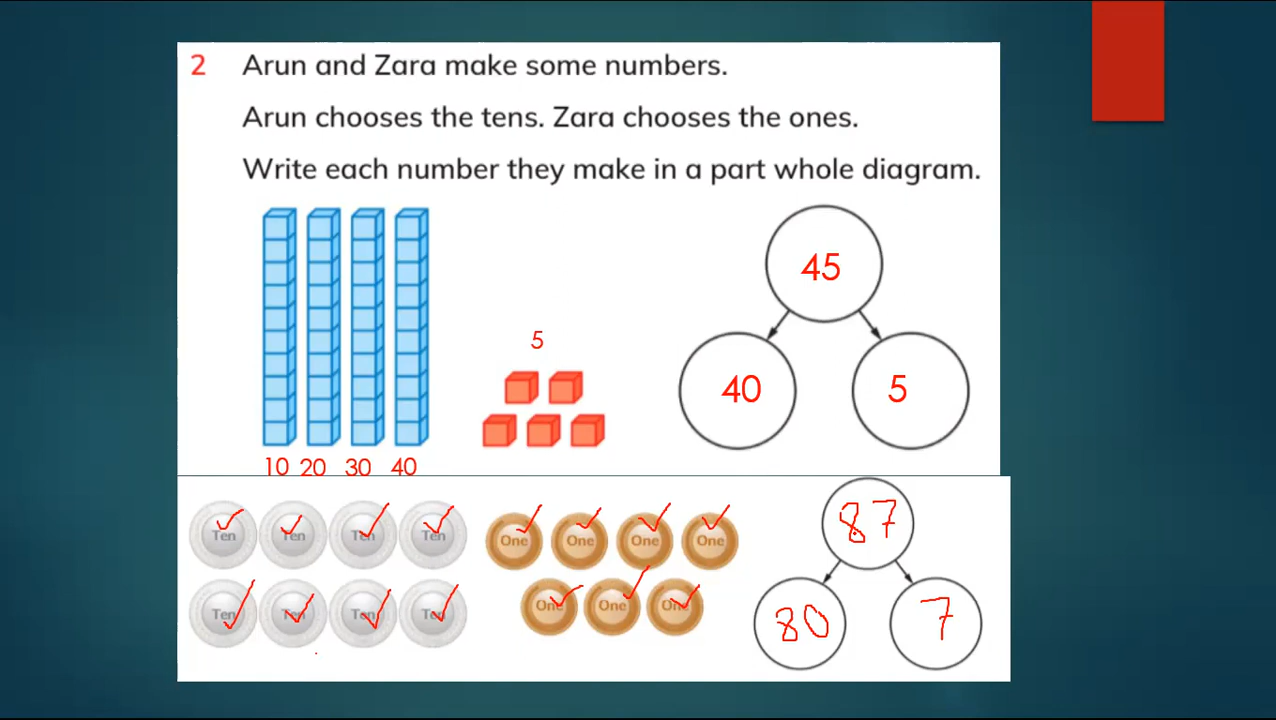 2 Arun and Zara make some numbers.
Arun chooses the tens. Zara chooses the ones.
Write each number they make in a part whole diagram.
45
5
40 5
10 20 30 40
87
Ten Ten Ten Ten One One One One
Ten Ten Ten Ten One One One
80 7